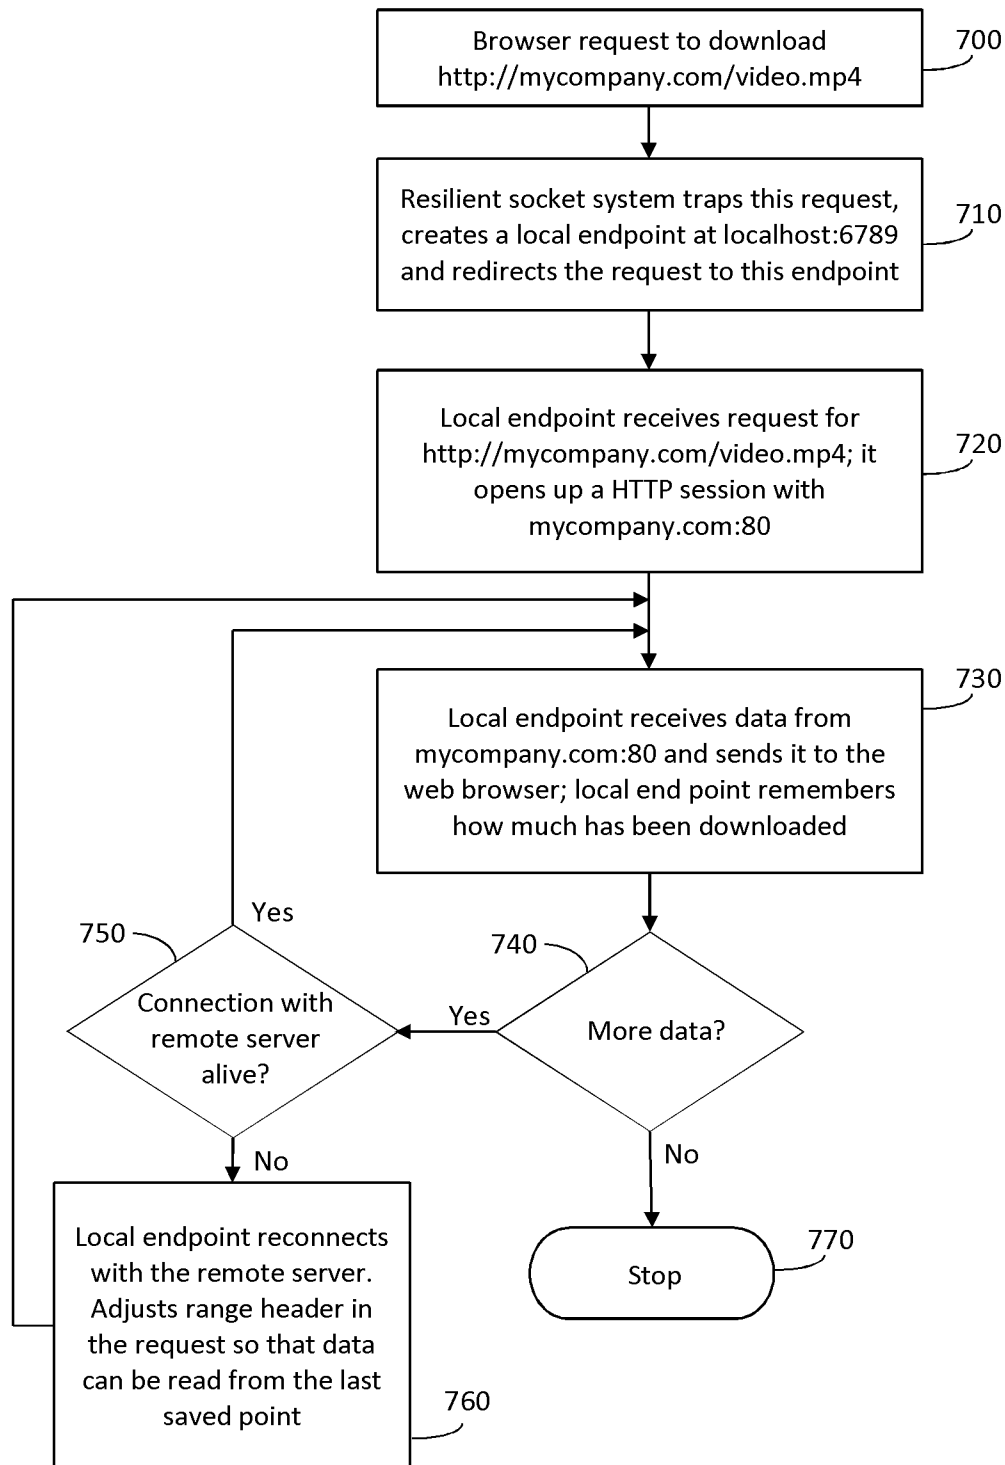 Browser request to download
http://mycompany.com/video.mp4
700
Resilient socket system traps this request,
creates a local endpoint at localhost:6789
and redirects the request to this endpoint
710
Local endpoint receives request for
http://mycompany.com/video.mp4; it
opens up a HTTP session with
mycompany.com:80
720
Local endpoint receives data from
mycompany.com:80 and sends it to the
web browser; local end point remembers
how much has been downloaded
730
More data?
740
Yes
No
Connection with
remote server
alive?
750
Yes
No
Local endpoint reconnects
with the remote server.
Adjusts range header in
the request so that data
can be read from the last
saved point
760
Stop
770